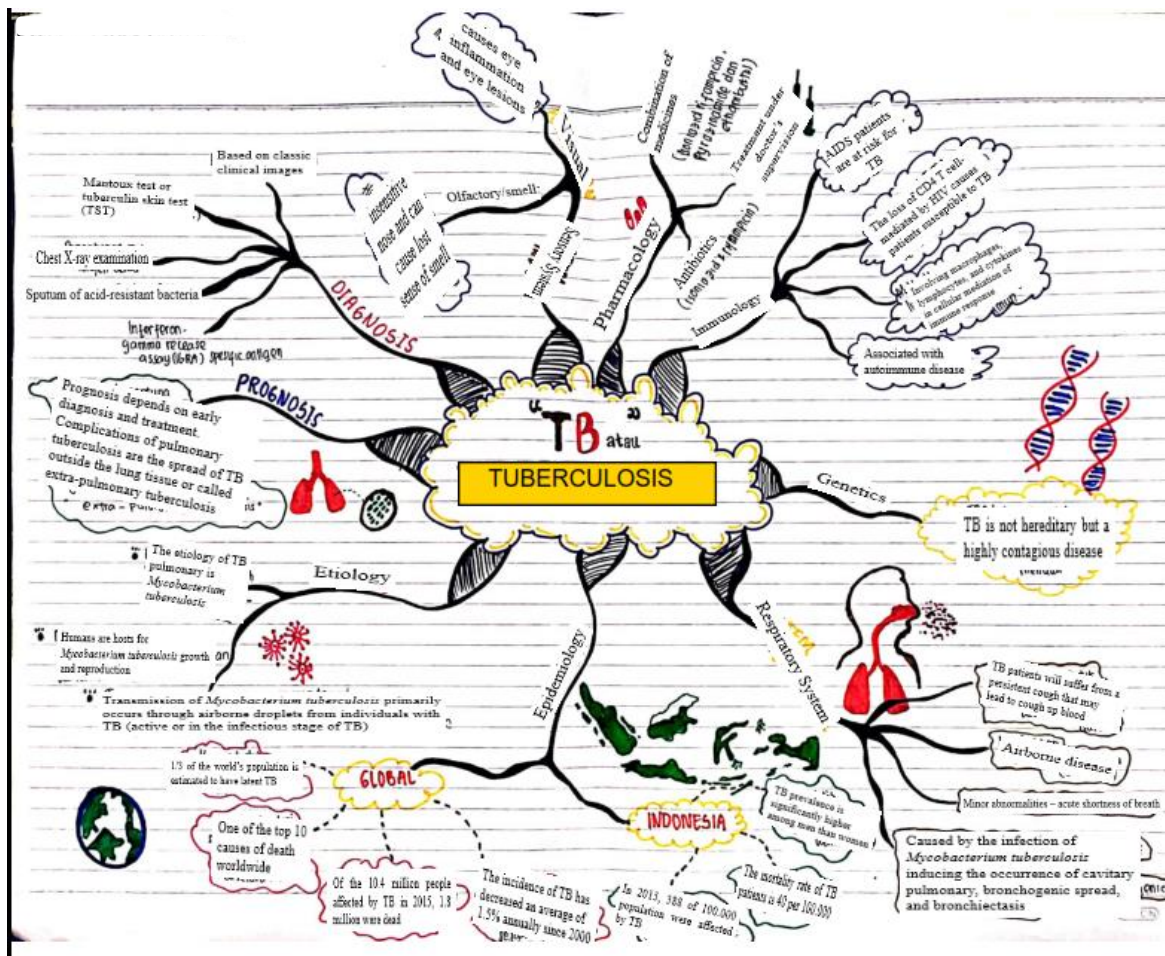 causes eye
inflammation
and eye lesions
Visual
Olfactory/smell:
insensitive
nose and can
cause lost
sense of smell
Combination of
medicines
Treatment under
doctor's
supervision
Antibiotics
Pharmacology
Immunology
AIDS patients
are at risk for
TB
The loss of CD4 T cell-
mediated by HIV causes
patients susceptible to TB
Involving macrophages,
lymphocytes, and cytokines
in cellular mediation of
immune response
Associated with
autoimmune disease
Based on classic
clinical images
Mantoux test or
tuberculin skin test
(TST)
Chest X-ray examination
Sputum of acid-resistant bacteria
Interferon-
gamma release
assay (IGRA) spesific antigen
DIAGNOSIS
PROGNOSIS
Prognosis depends on early
diagnosis and treatment.
Complications of pulmonary
tuberculosis are the spread of TB
outside the lung tissue or called
extra-pulmonary tuberculosis
"TB" atau
TUBERCULOSIS
Genetics
TB is not hereditary but a
highly contagious disease
Etiology
The etiology of TB
pulmonary is
Mycobacterium
tuberculosis
Humans are hosts for
Mycobacterium tuberculosis growth
and reproduction
Transmission of Mycobacterium tuberculosis primarily
occurs through airborne droplets from individuals with
TB (active or in the infectious stage of TB)
Epidemiology
GLOBAL
1/3 of the world's population is
estimated to have latent TB
One of the top 10
causes of death
worldwide
Of the 10.4 million people
affected by TB in 2015, 1.8
million were dead
The incidence of TB has
decreased an average of
1.5% annually since 2000
INDONESIA
TB prevalence is
significantly higher
among men than women
The mortality rate of TB
patients is 40 per 100.000
In 2013, 388 of 100.000
population were affected
by TB
Respiratory System
TB patients will suffer from a
persistent cough that may
lead to cough up blood
Airborne disease
Minor abnormalities – acute shortness of breath
Caused by the infection of
Mycobacterium tuberculosis
inducing the occurrence of cavitary
pulmonary, bronchogenic spread,
and bronchiectasis